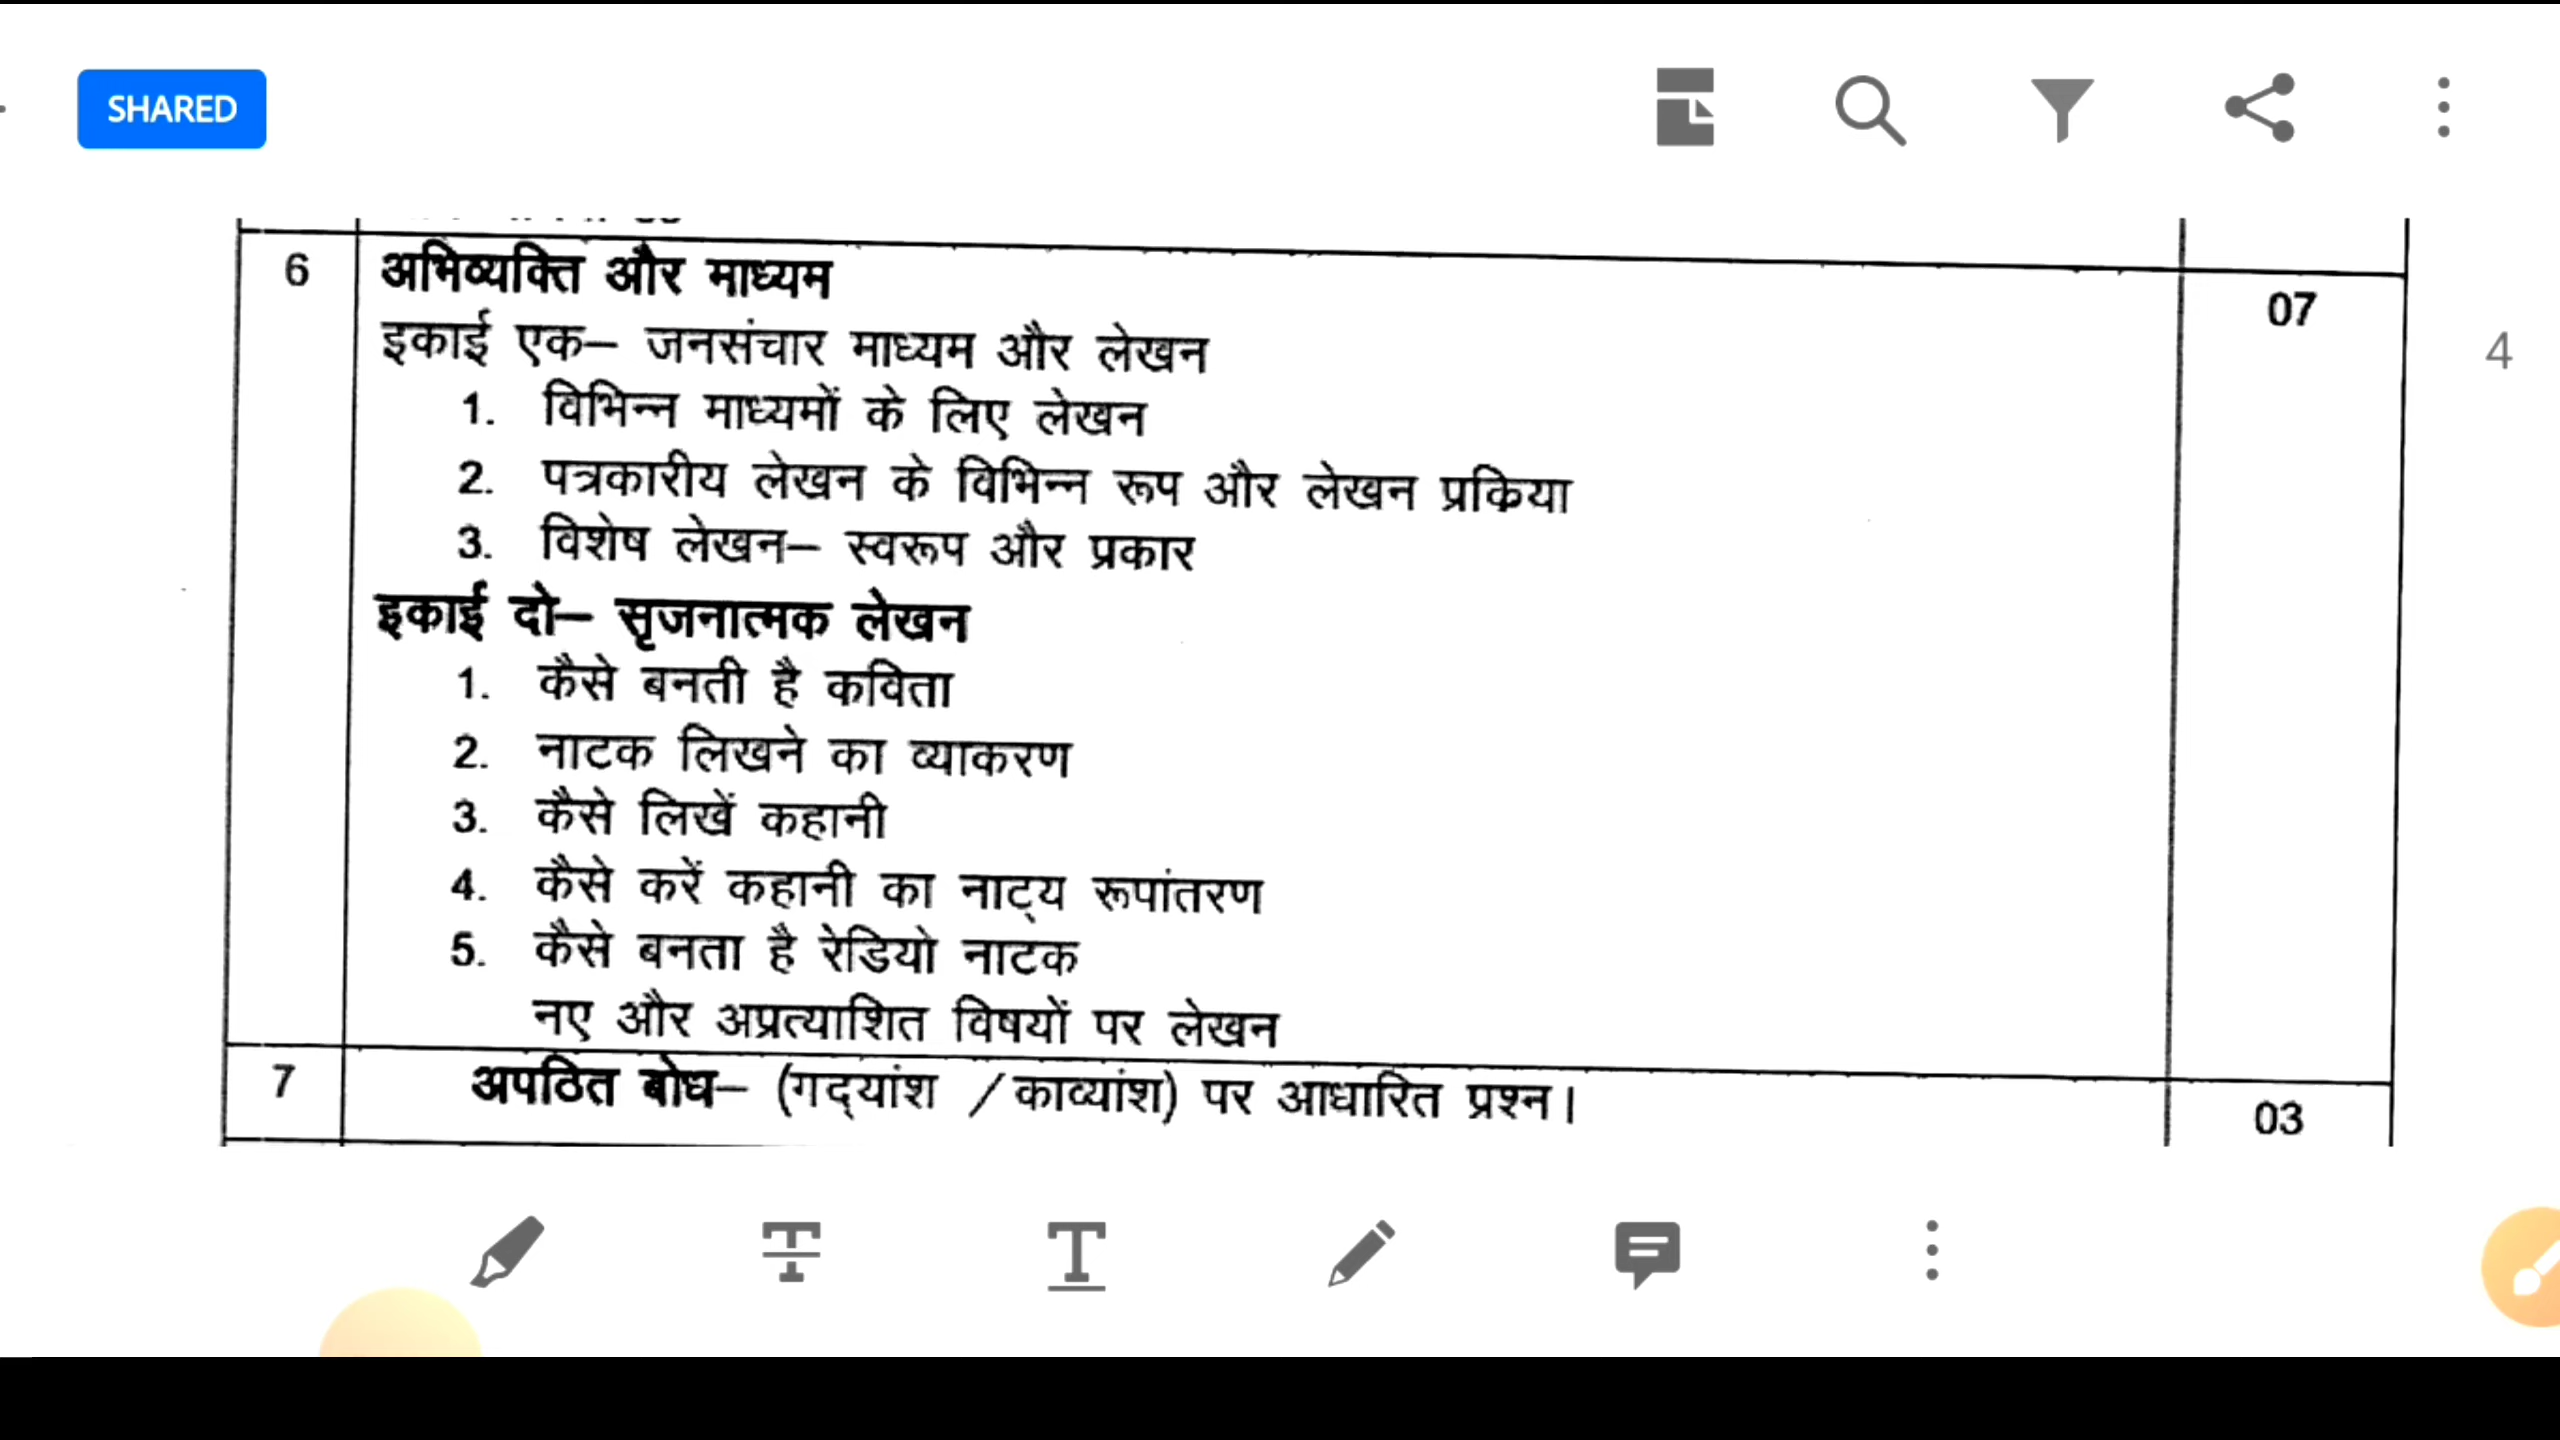 SHARED
6 अभिव्यक्ति और माध्यम 07
इकाई एक– जनसंचार माध्यम और लेखन
4
1. विभिन्न माध्यमों के लिए लेखन
2. पत्रकारीय लेखन के विभिन्न रूप और लेखन प्रकिया
3. विशेष लेखन– स्वरूप और प्रकार
इकाई दो– सृजनात्मक लेखन
1. कैसे बनती है कविता
2. नाटक लिखने का व्याकरण
3. कैसे लिखें कहानी
4. कैसे करें कहानी का नाट्य रूपांतरण
5. कैसे बनता है रेडियो नाटक
नए और अप्रत्याशित विषयों पर लेखन
7 अपठित बोध– (गद्यांश / काव्यांश) पर आधारित प्रश्न। 03